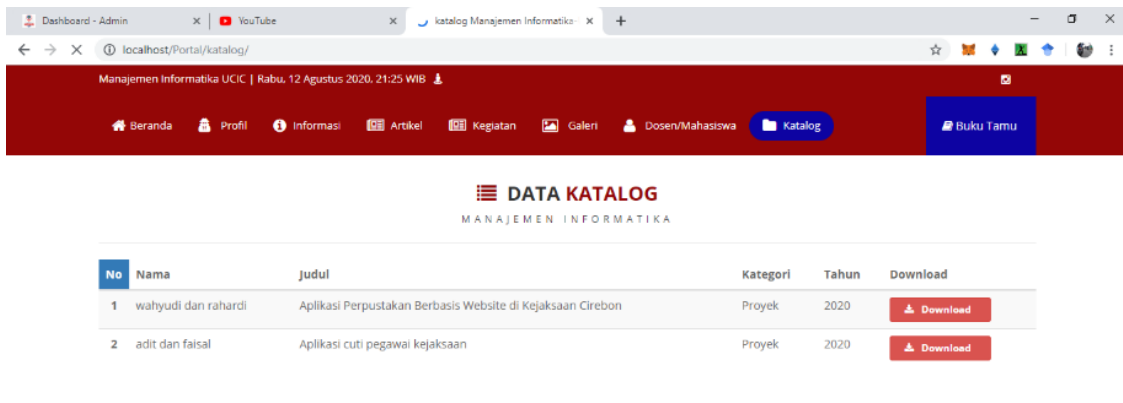 Dashboard - Admin
YouTube
katalog Manajemen Informatika-
localhost/Portal/katalog/
Manajemen Informatika UCIC | Rabu, 12 Agustus 2020, 21:25 WIB
Beranda Profil Informasi Artikel Kegiatan Galeri Dosen/Mahasiswa Katalog Buku Tamu
DATA KATALOG
MANAJEMEN INFORMATIKA
No Nama Judul Kategori Tahun Download
1 wahyudi dan rahardi Aplikasi Perpustakan Berbasis Website di Kejaksaan Cirebon Proyek 2020 Download
2 adit dan faisal Aplikasi cuti pegawai kejaksaan Proyek 2020 Download